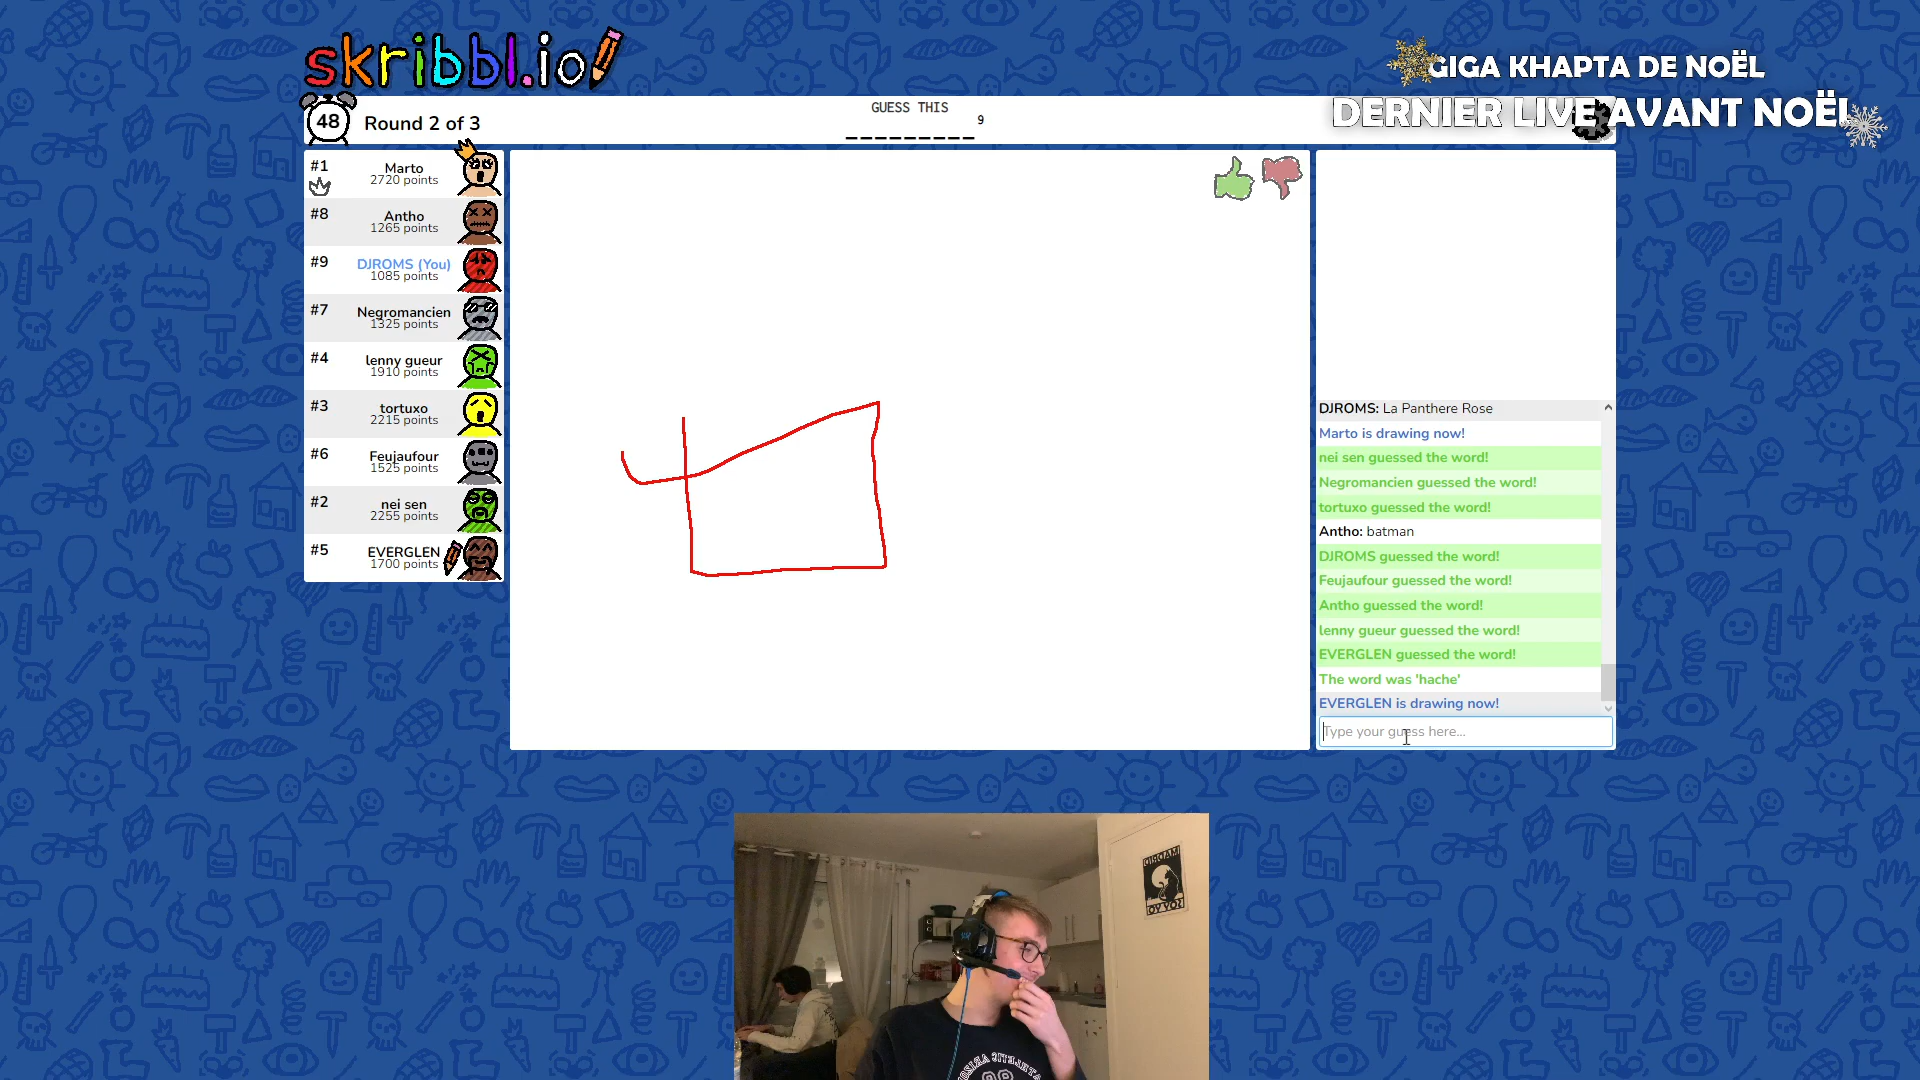 skribbl.io
GIGA KHAPTA DE NOËL
DERNIER LIVE AVANT NOËL
48
Round 2 of 3
GUESS THIS
_________ 9
#1
Marto
2720 points
#8
Antho
1265 points
#9
DJROMS (You)
1085 points
#7
Negromancien
1325 points
#4
lenny gueur
1910 points
#3
tortuxo
2215 points
#6
Feujaufour
1525 points
#2
nei sen
2255 points
#5
EVERGLEN
1700 points
DJROMS: La Panthere Rose
Marto is drawing now!
nei sen guessed the word!
Negromancien guessed the word!
tortuxo guessed the word!
Antho: batman
DJROMS guessed the word!
Feujaufour guessed the word!
Antho guessed the word!
lenny gueur guessed the word!
EVERGLEN guessed the word!
The word was 'hache'
EVERGLEN is drawing now!
Type your guess here...